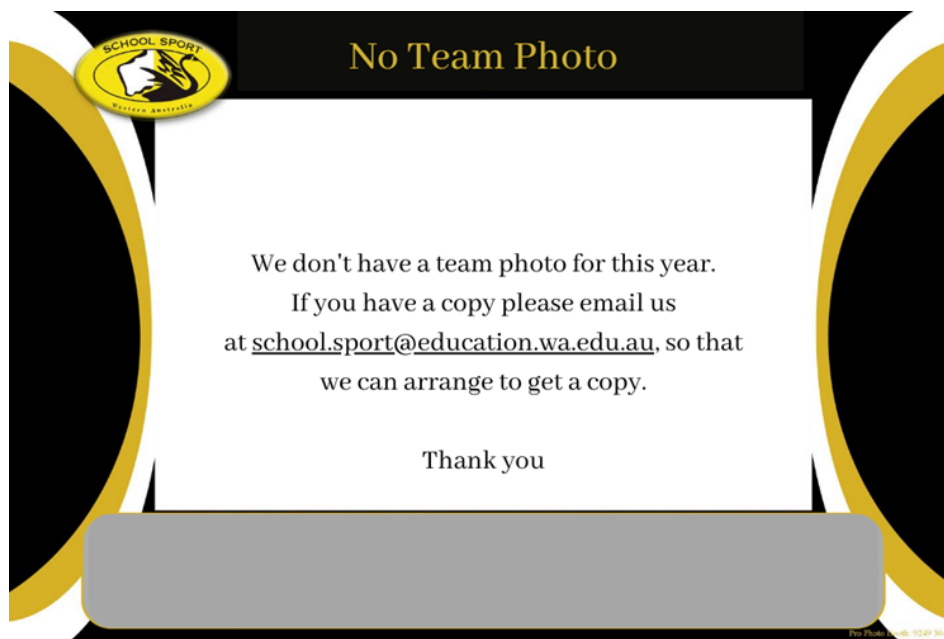 SCHOOL SPORT
Western Australia
No Team Photo
We don't have a team photo for this year.
If you have a copy please email us
at school.sport@education.wa.edu.au, so that
we can arrange to get a copy.
Thank you
Pro Photo